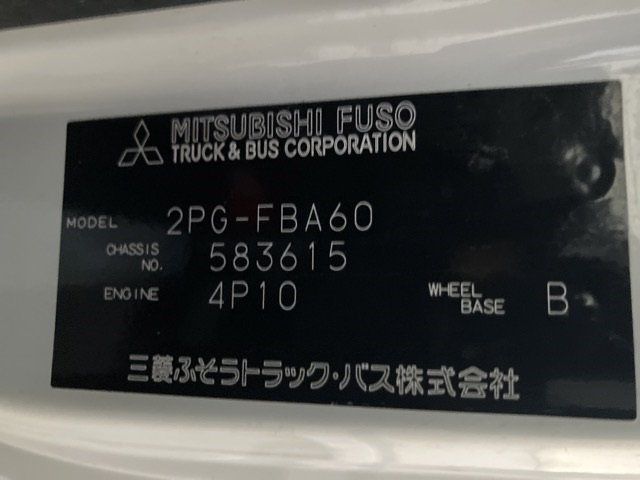 MITSUBISHI FUSO
TRUCK & BUS CORPORATION
MODEL 2PG-FBA60
CHASSIS NO. 583615
ENGINE 4P10 WHEEL BASE B
三菱ふそうトラック・バス株式会社